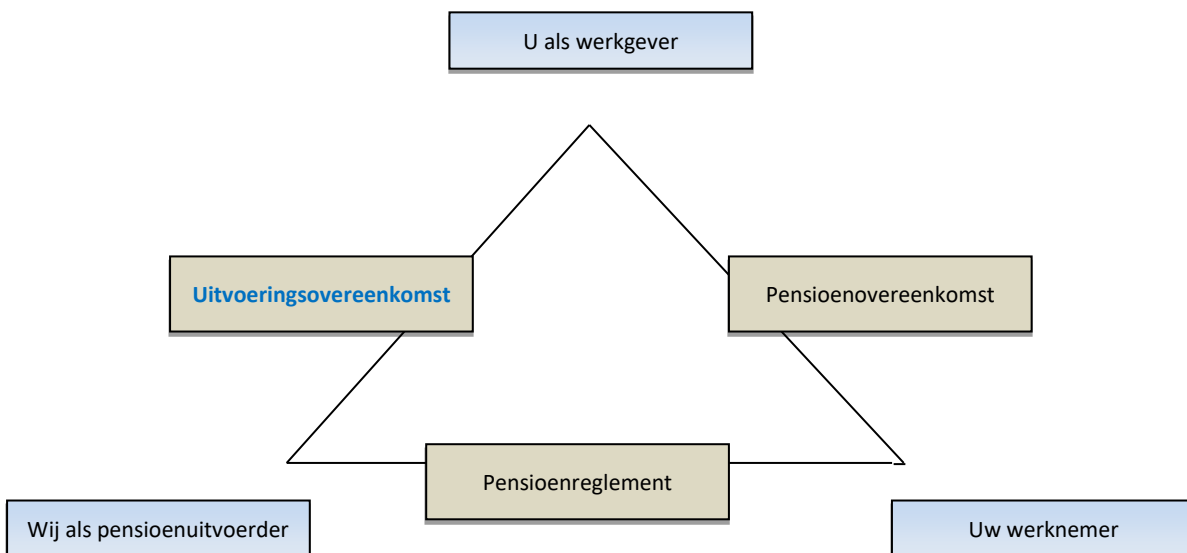 U als werkgever
Uitvoeringsovereenkomst
Pensioenovereenkomst
Pensioenreglement
Wij als pensioenuitvoerder
Uw werknemer